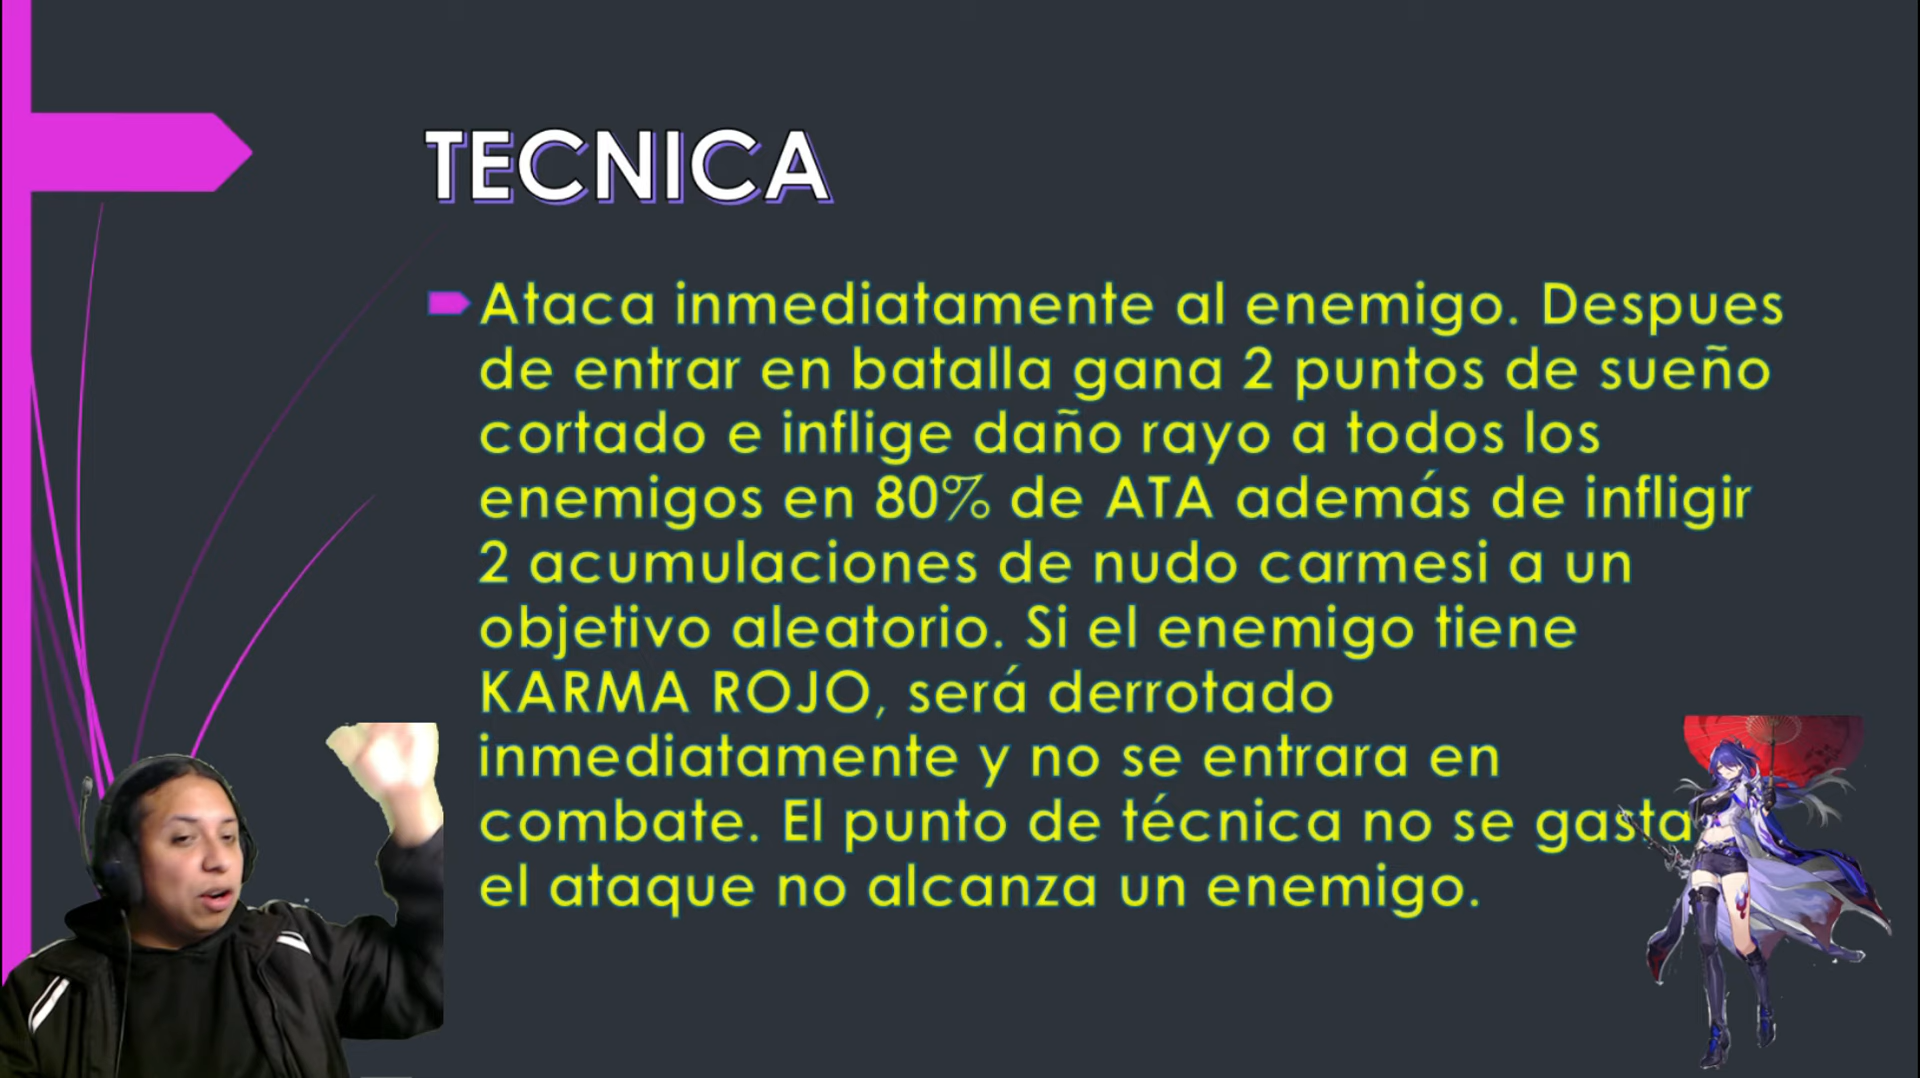 TECNICA
Ataca inmediatamente al enemigo. Despues
de entrar en batalla gana 2 puntos de sueño
cortado e inflige daño rayo a todos los
enemigos en 80% de ATA además de infligir
2 acumulaciones de nudo carmesi a un
objetivo aleatorio. Si el enemigo tiene
KARMA ROJO, será derrotado
inmediatamente y no se entrara en
combate. El punto de técnica no se gasta
el ataque no alcanza un enemigo.